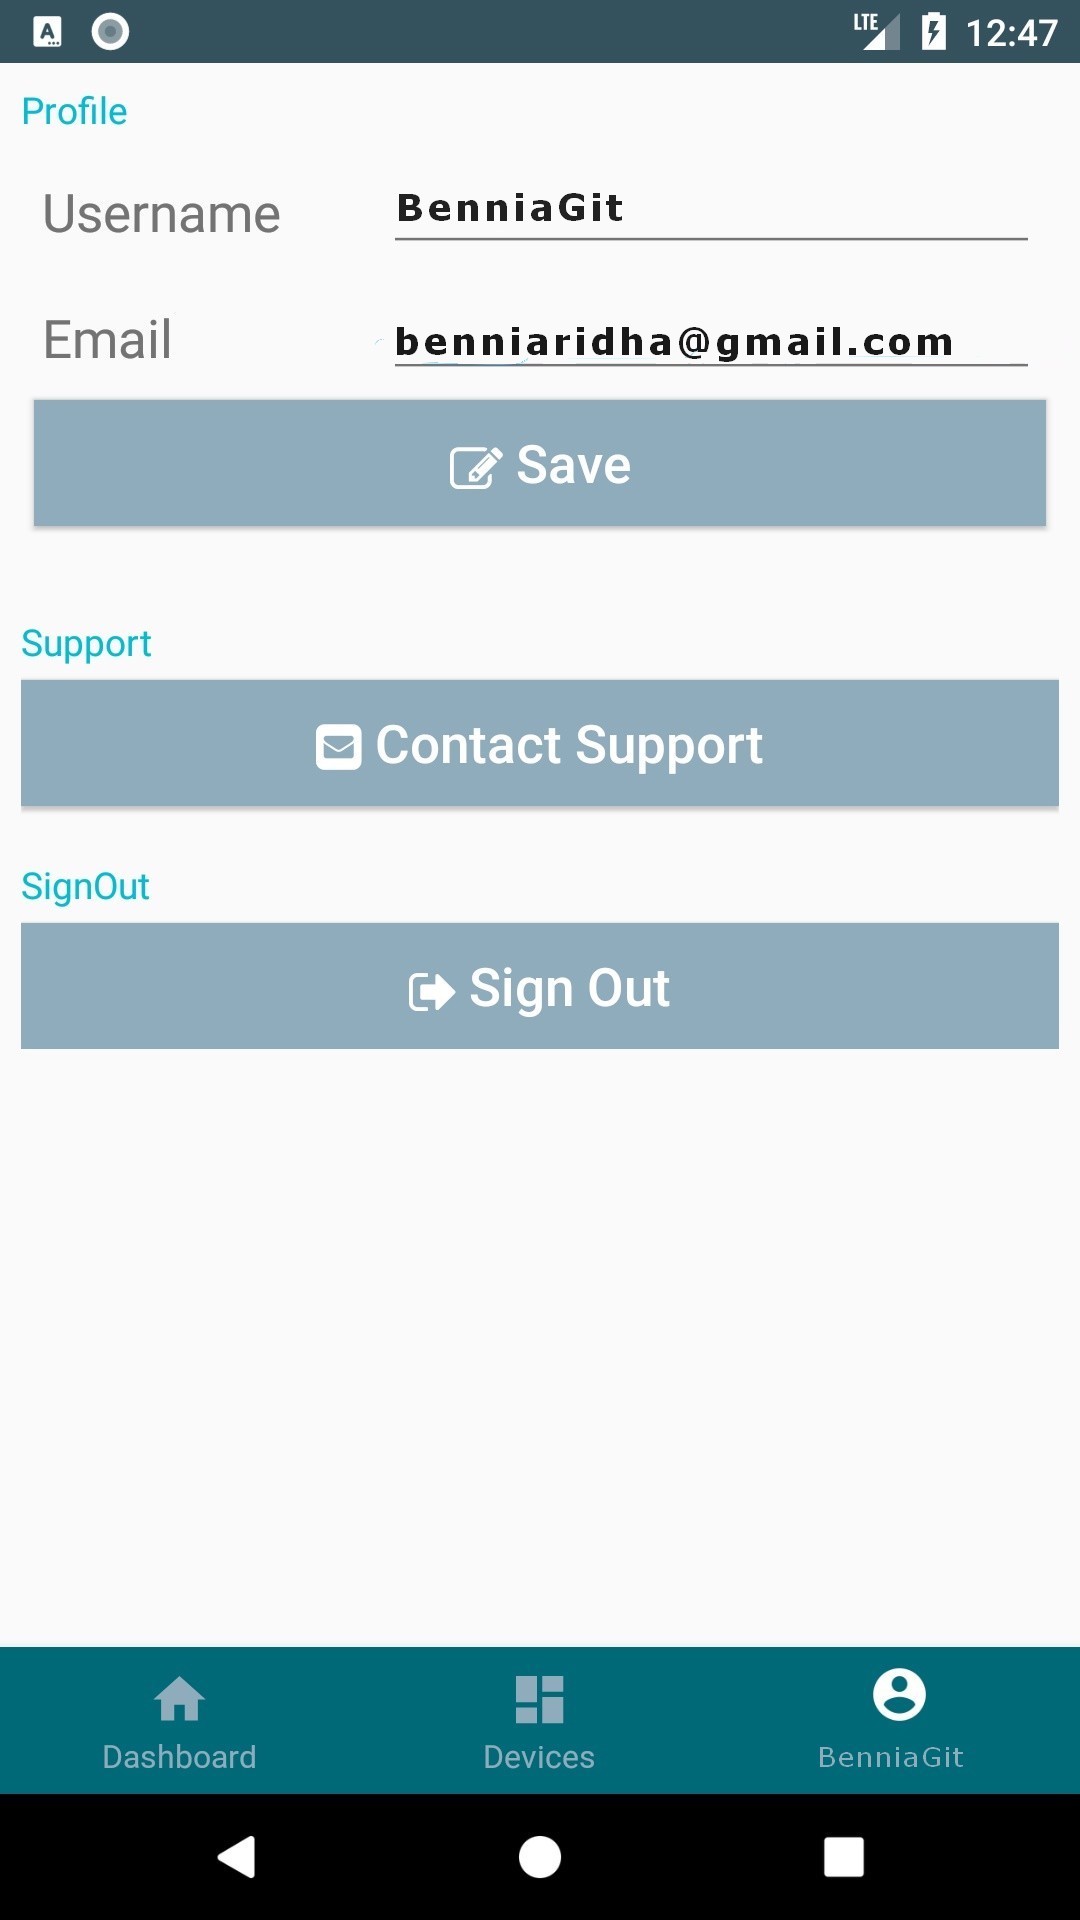 LTE 12:47
Profile
Username BenniaGit
Email benniaridha@gmail.com
Save
Support
Contact Support
SignOut
Sign Out
Dashboard Devices BenniaGit